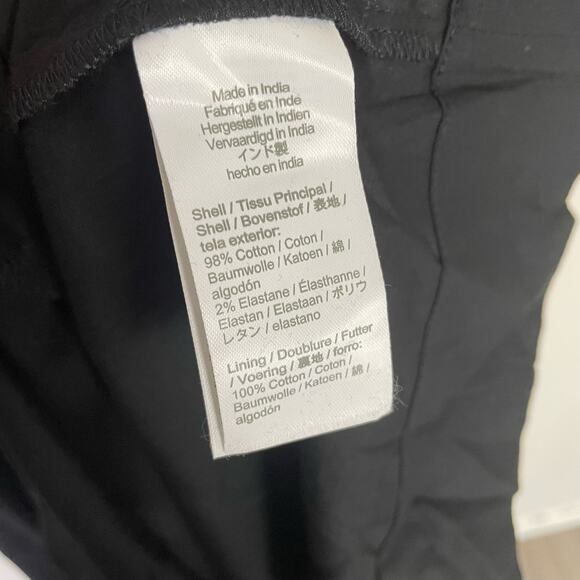 Made in India
Fabriqué en Inde
Hergestellt in Indien
Vervaardigd in India
インド製
hecho en india
Shell / Tissu Principal /
Shell / Bovenstof / 表地 /
tela exterior:
98% Cotton / Coton /
Baumwolle / Katoen / 綿 /
algodón
2% Elastane / Élasthanne /
Elastan / Elastaan / ポリウ
レタン / elastano
Lining / Doublure / Futter
/ Voering / 裏地 / forro:
100% Cotton / Coton /
Baumwolle / Katoen / 綿 /
algodón